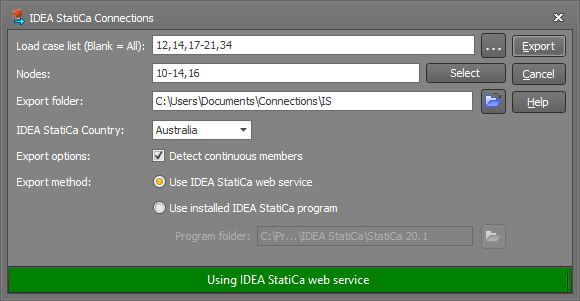 IDEA StatiCa Connections
Load case list (Blank = All): 12,14,17-21,34 ... Export
Nodes: 10-14,16 Select Cancel
Export folder: C:\Users\Documents\Connections\IS Help
IDEA StatiCa Country: Australia
Export options: Detect continuous members
Export method: Use IDEA StatiCa web service
Use installed IDEA StatiCa program
Program folder: C:\Pr...\IDEA StatiCa\StatiCa 20.1
Using IDEA StatiCa web service